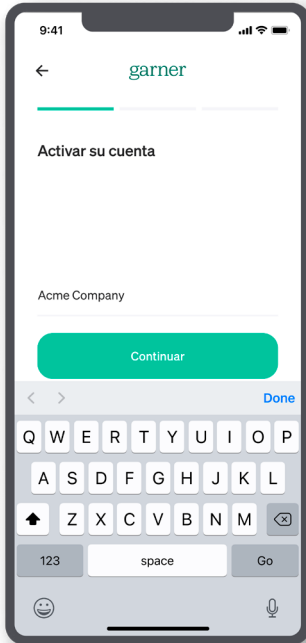 9:41
garner
Activar su cuenta
Acme Company
Continuar
Done
Q W E R T Y U I O P
A S D F G H J K L
Z X C V B N M
123 space Go